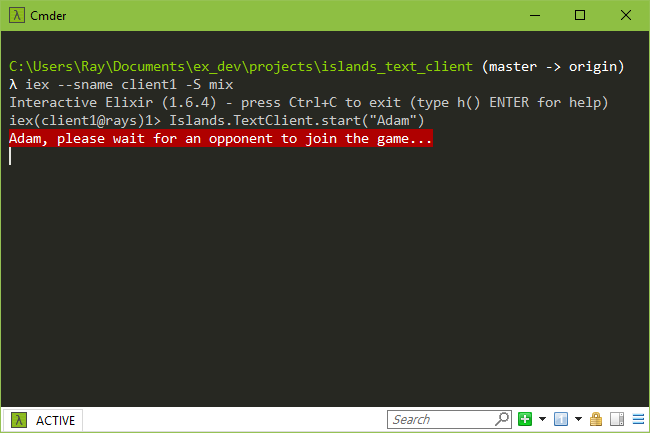 λ Cmder
C:\Users\Ray\Documents\ex_dev\projects\islands_text_client (master -> origin)
λ iex --sname client1 -S mix
Interactive Elixir (1.6.4) - press Ctrl+C to exit (type h() ENTER for help)
iex(client1@rays)1> Islands.TextClient.start("Adam")
Adam, please wait for an opponent to join the game...
λ ACTIVE Search 1